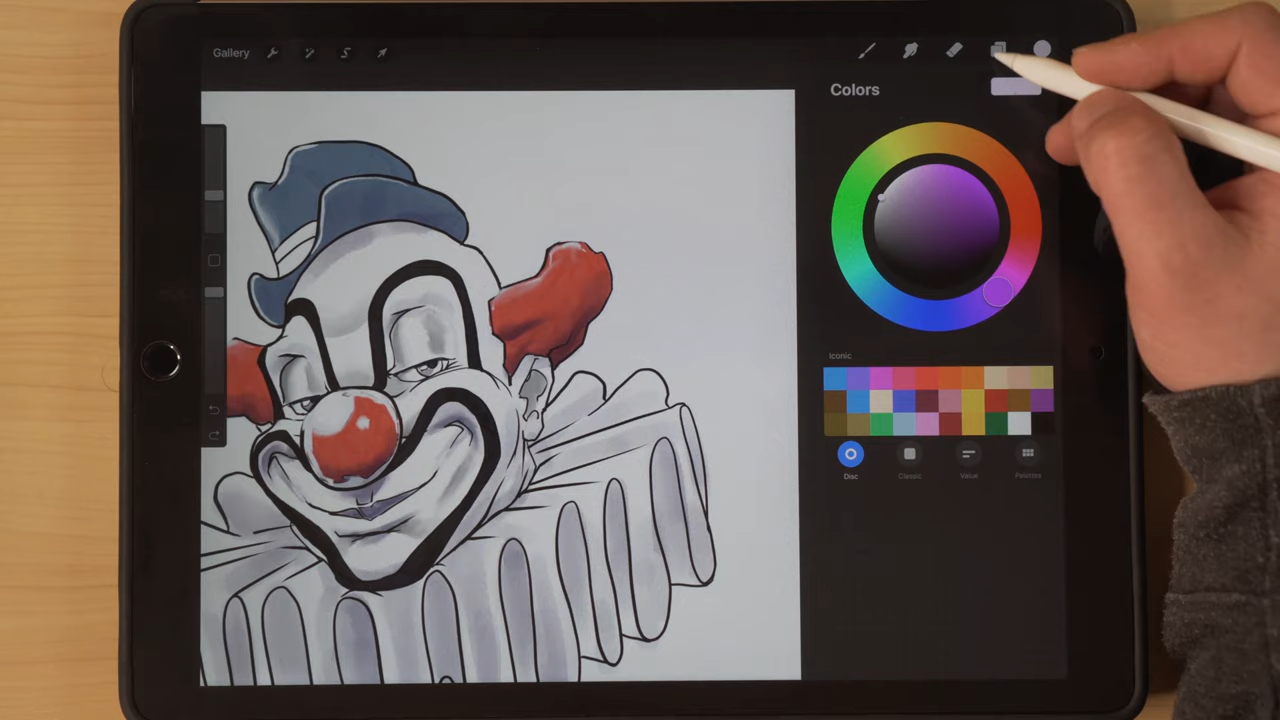 Gallery
Colors
Iconic
Disc
Classic
Value
Palettes